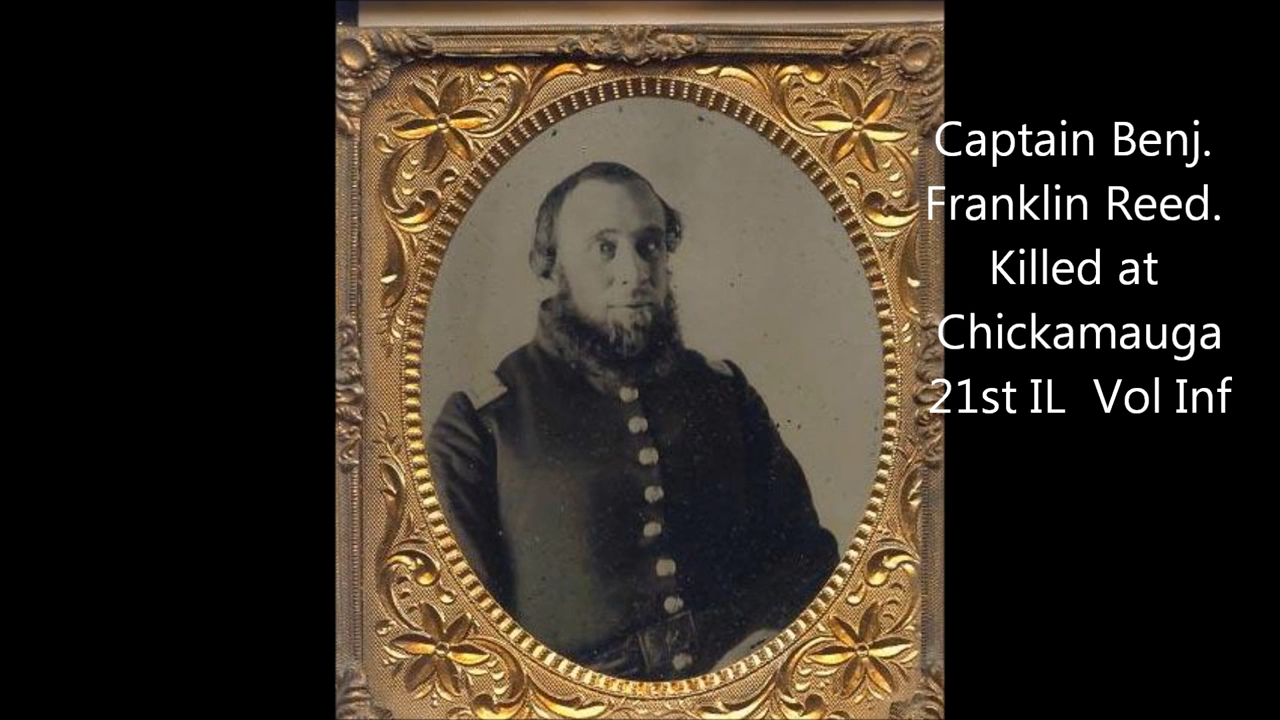 Captain Benj.
Franklin Reed.
Killed at
Chickamauga
21st IL  Vol Inf